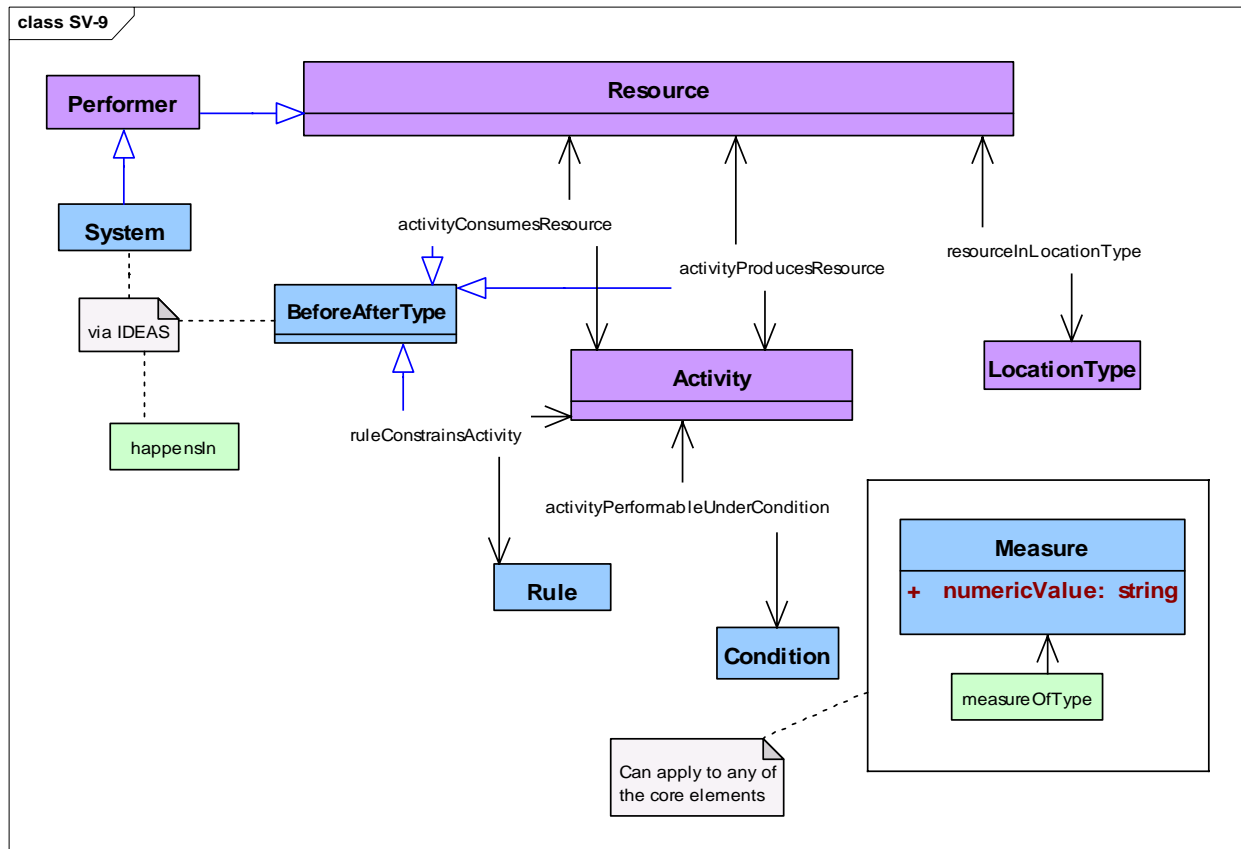 class SV-9
Performer
Resource
System
activityConsumesResource
activityProducesResource
resourceInLocationType
BeforeAfterType
via IDEAS
Activity
LocationType
happensIn
ruleConstrainsActivity
activityPerformableUnderCondition
Measure
+ numericValue: string
Rule
Condition
measureOfType
Can apply to any of
the core elements